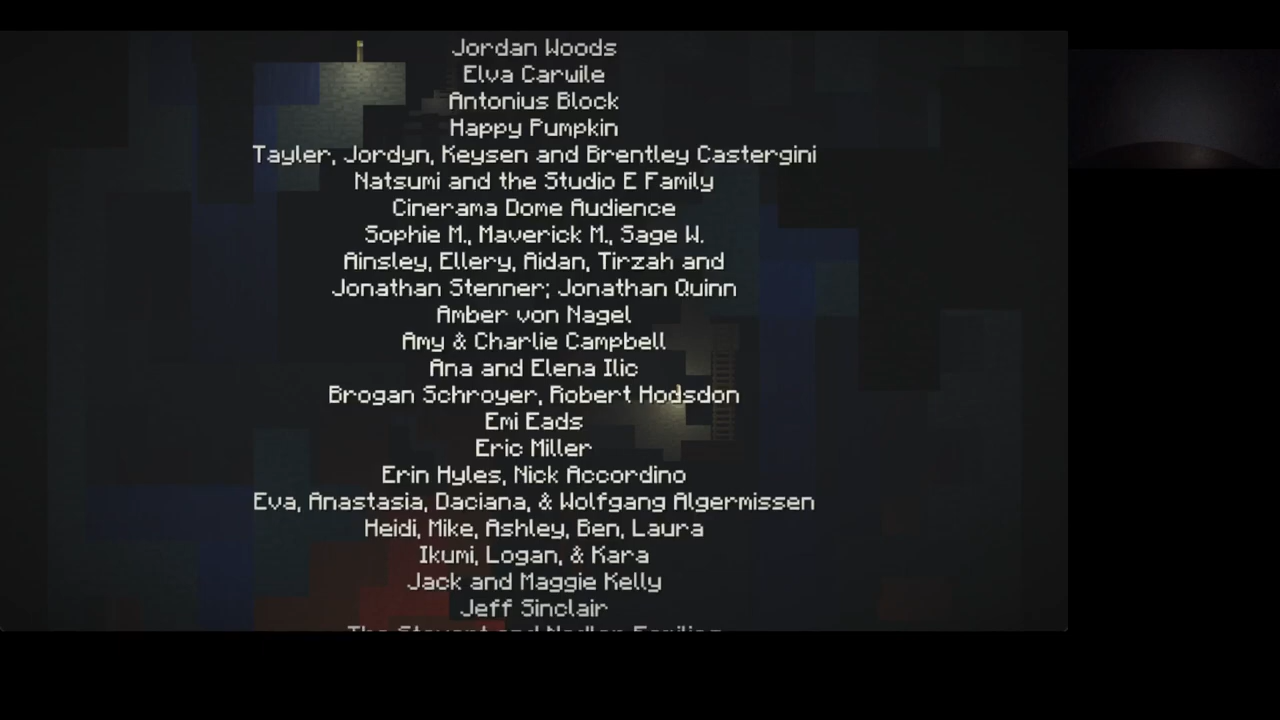 Jordan Woods
Elva Carwile
Antonius Block
Happy Pumpkin
Tayler, Jordyn, Keysen and Brentley Castergini
Natsumi and the Studio E Family
Cinerama Dome Audience
Sophie M., Maverick M., Sage W.
Ainsley, Ellery, Aidan, Tirzah and
Jonathan Stenner; Jonathan Quinn
Amber von Nagel
Amy & Charlie Campbell
Ana and Elena Ilic
Brogan Schroyer, Robert Hodsdon
Emi Eads
Eric Miller
Erin Hyles, Nick Accordino
Eva, Anastasia, Daciana, & Wolfgang Algermissen
Heidi, Mike, Ashley, Ben, Laura
Ikumi, Logan, & Kara
Jack and Maggie Kelly
Jeff Sinclair